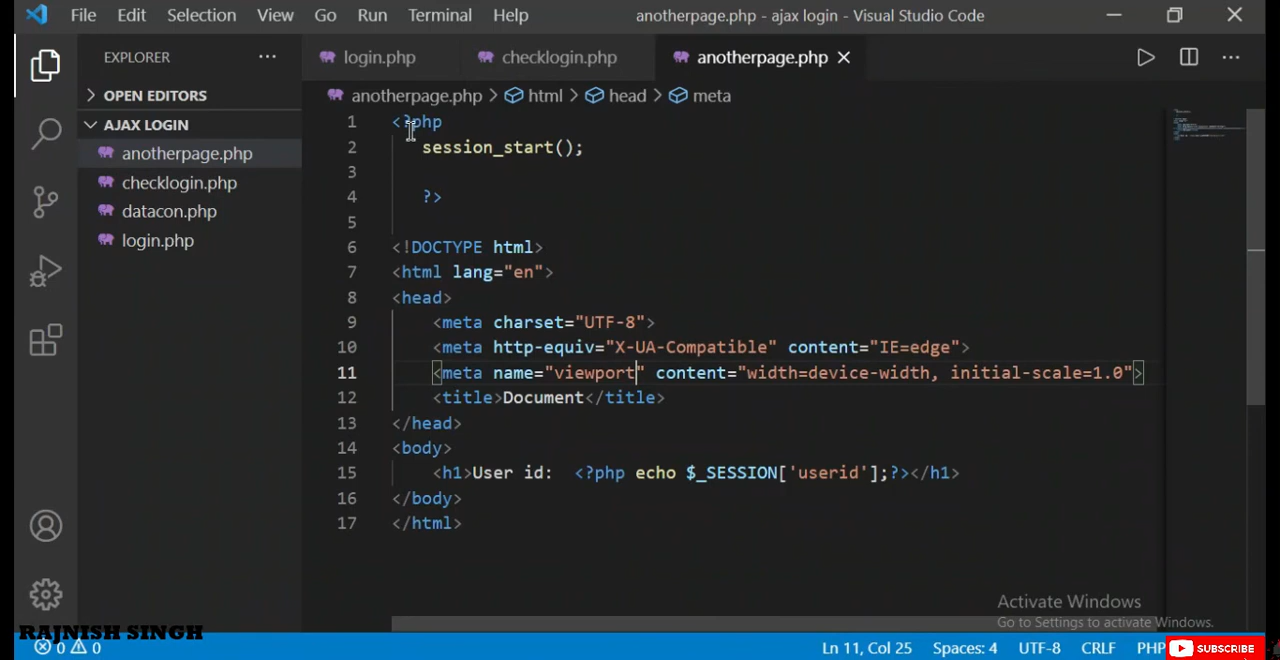 File Edit Selection View Go Run Terminal Help anotherpage.php - ajax login - Visual Studio Code
EXPLORER ... login.php checklogin.php anotherpage.php
OPEN EDITORS
anotherpage.php > html > head > meta
AJAX LOGIN
anotherpage.php
checklogin.php
datacon.php
login.php
1 <?php
2 session_start();
3
4 ?>
5
6 <!DOCTYPE html>
7 <html lang="en">
8 <head>
9 <meta charset="UTF-8">
10 <meta http-equiv="X-UA-Compatible" content="IE=edge">
11 <meta name="viewport" content="width=device-width, initial-scale=1.0">
12 <title>Document</title>
13 </head>
14 <body>
15 <h1>User id: <?php echo $_SESSION['userid'];?></h1>
16 </body>
17 </html>
Activate Windows
Go to Settings to activate Windows.
RAJNISH SINGH
0 0 Ln 11, Col 25 Spaces: 4 UTF-8 CRLF PHP SUBSCRIBE